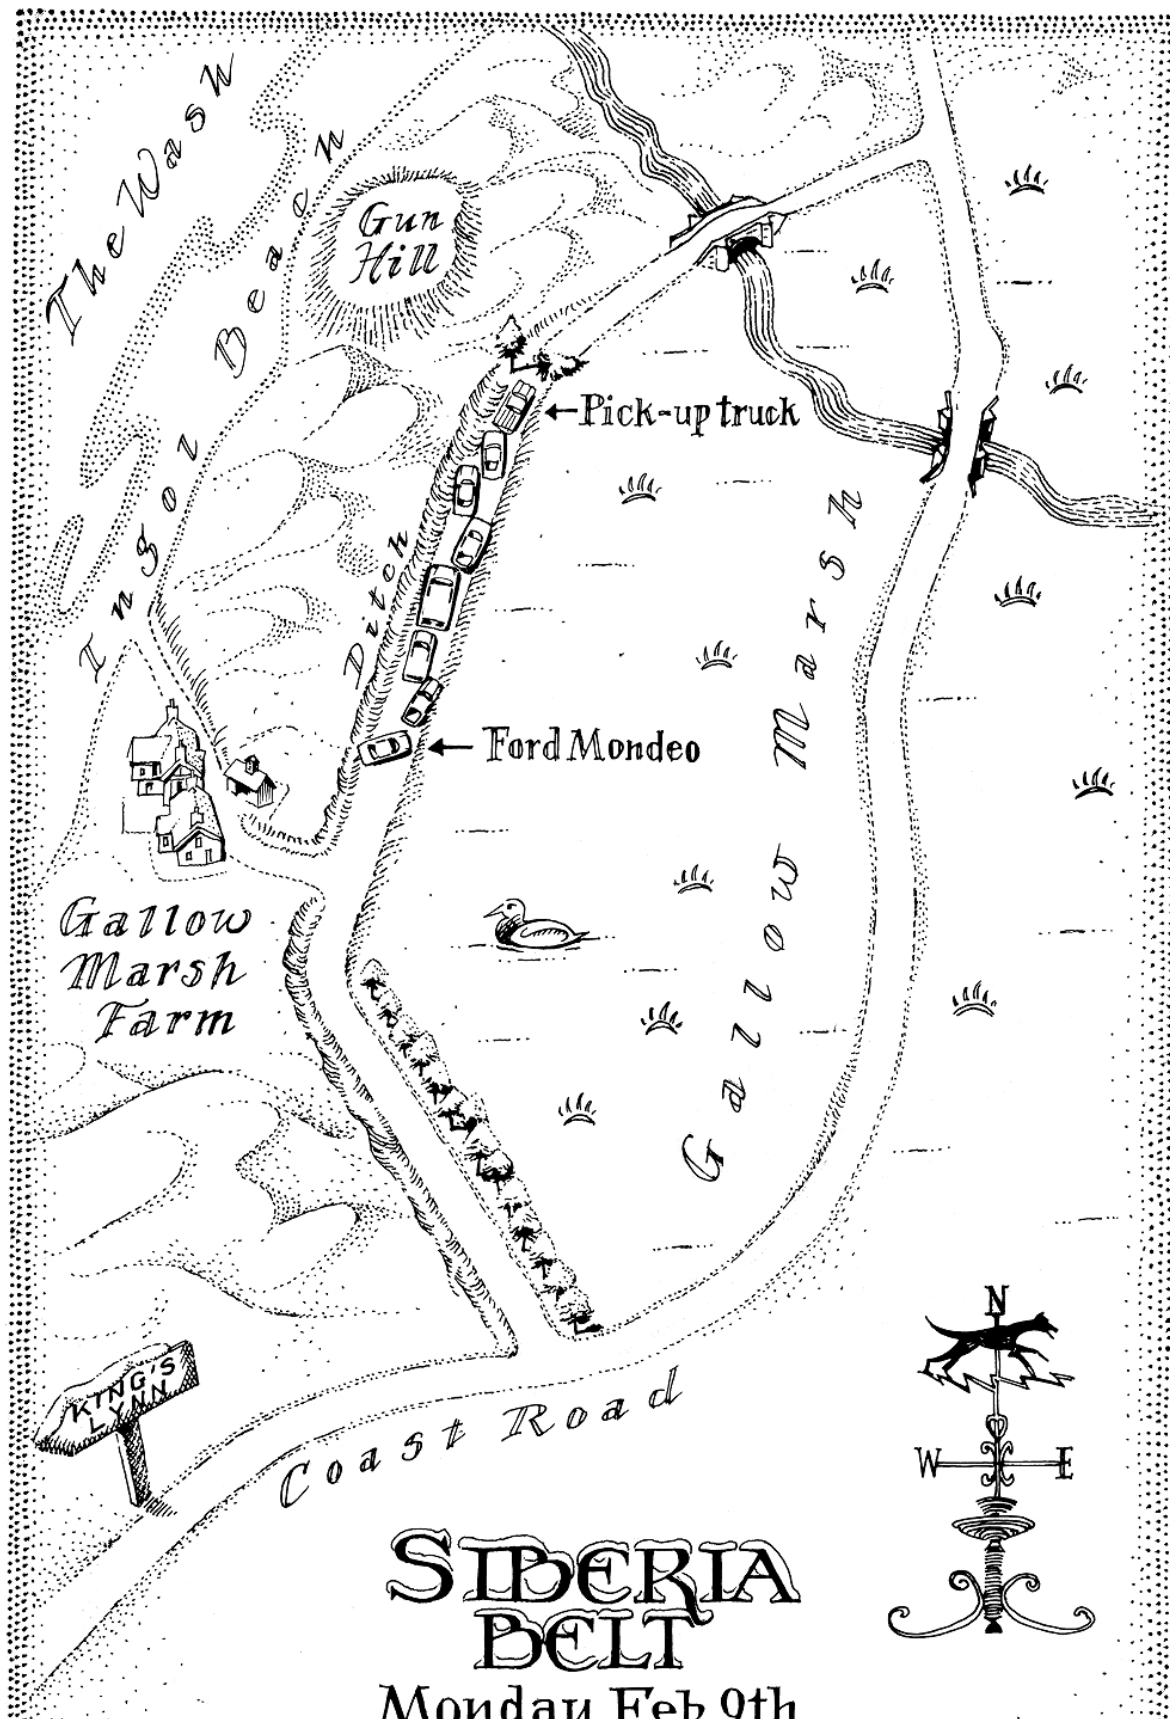 The Wash
Ingol Beach
Gun
Hill
Pick-up truck
Ditch
Ford Mondeo
Gallow Marsh
Gallow
Marsh
Farm
KING'S
LYNN
Coast Road
N
W E
SIBERIA
BELT
Monday Feb 9th